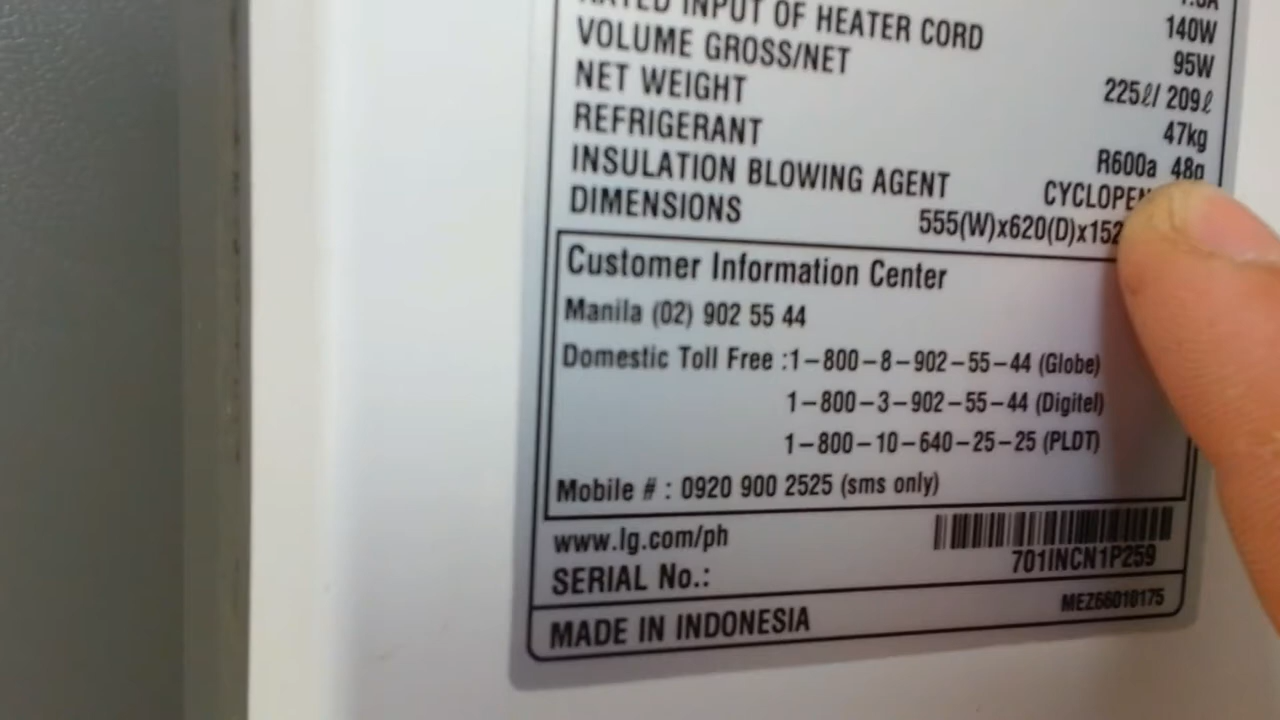 RATED INPUT OF HEATER CORD 140W
VOLUME GROSS/NET 95W
NET WEIGHT 225ℓ/ 209ℓ
REFRIGERANT 47kg
INSULATION BLOWING AGENT R600a 48g
DIMENSIONS
555(W)x620(D)x152
Customer Information Center
Manila (02) 902 55 44
Domestic Toll Free :1-800-8-902-55-44 (Globe)
1-800-3-902-55-44 (Digitel)
1-800-10-640-25-25 (PLDT)
Mobile # : 0920 900 2525 (sms only)
www.lg.com/ph
701INCN1P259
SERIAL No.:
MEZ66010175
MADE IN INDONESIA